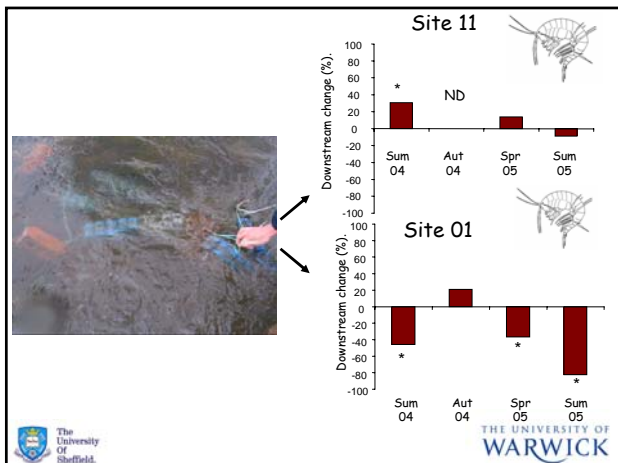 Site 11
Downstream change (%).
100
80
60
40
20
0
-20
-40
-60
-80
-100
*
ND
Sum 04
Aut 04
Spr 05
Sum 05
Site 01
Downstream change (%).
100
80
60
40
20
0
-20
-40
-60
-80
-100
*
*
*
Sum 04
Aut 04
Spr 05
Sum 05
The
University
Of
Sheffield.
THE UNIVERSITY OF
WARWICK